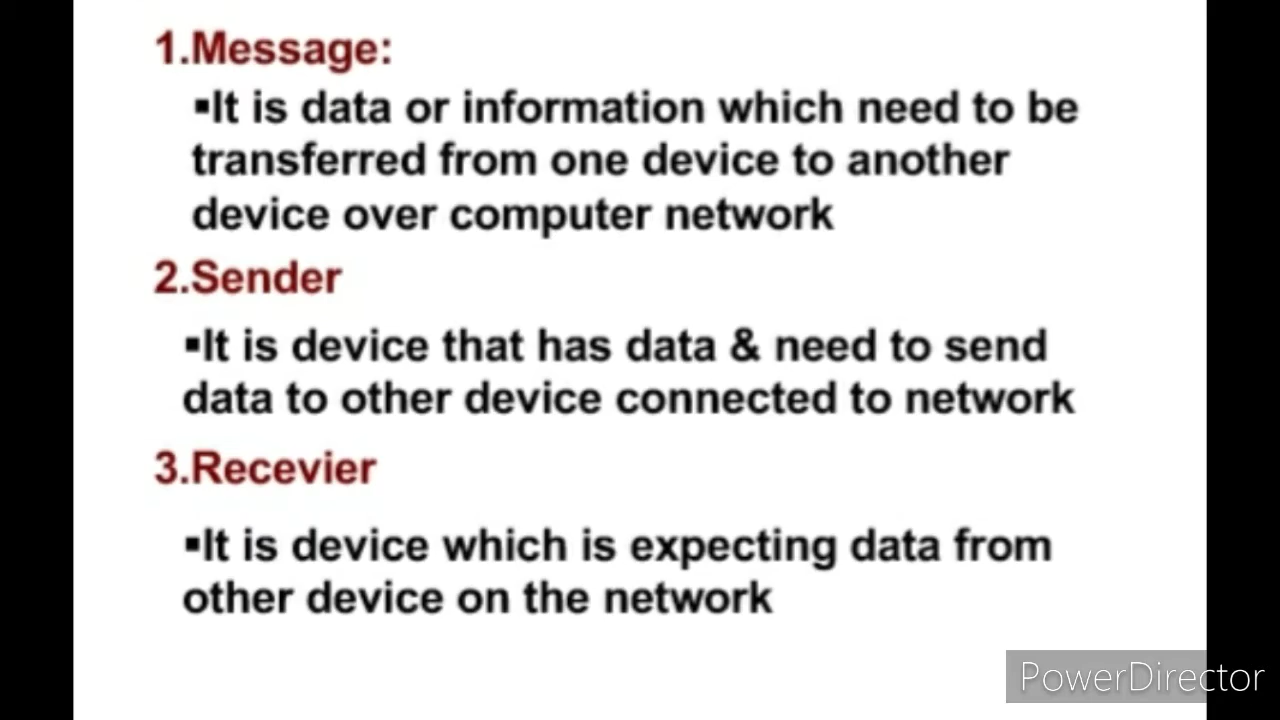 1.Message:
▪It is data or information which need to be
transferred from one device to another
device over computer network
2.Sender
▪It is device that has data & need to send
data to other device connected to network
3.Recevier
▪It is device which is expecting data from
other device on the network
PowerDirector